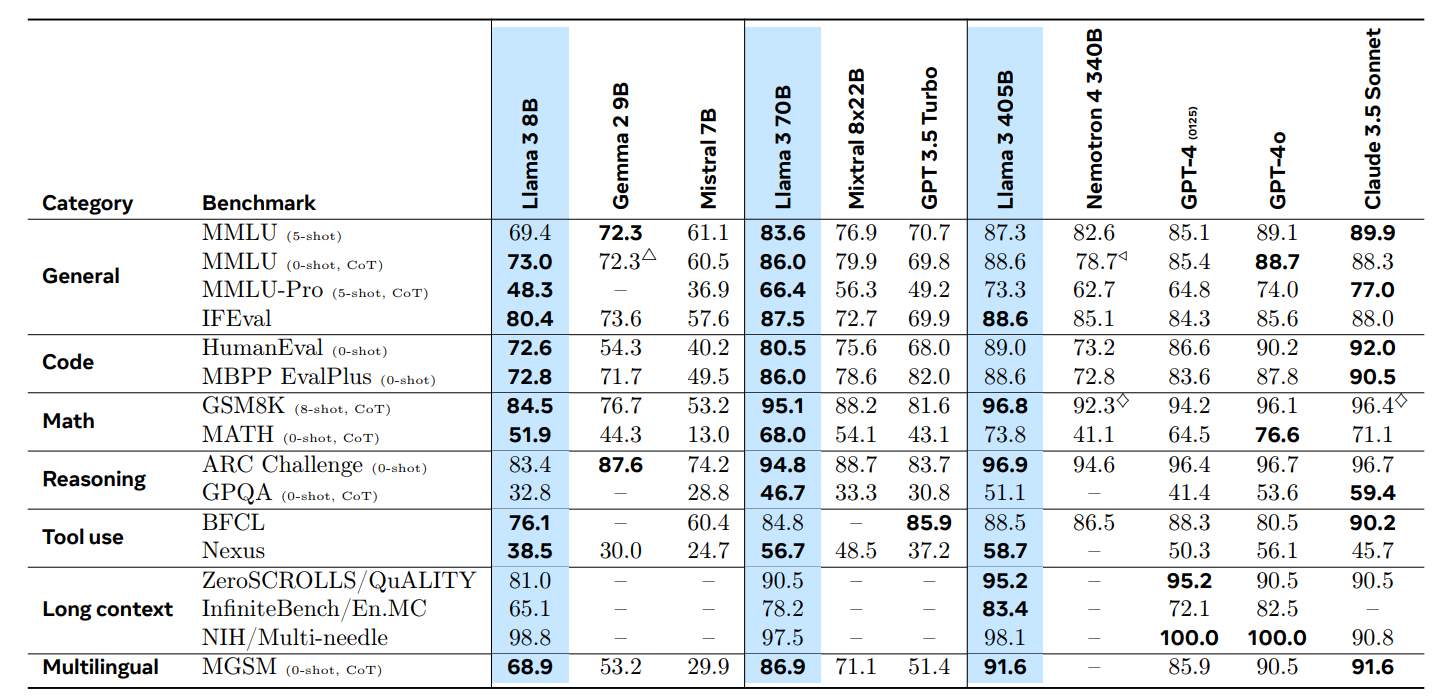 Category Benchmark Llama 3 8B Gemma 2 9B Mistral 7B Llama 3 70B Mixtral 8x22B GPT 3.5 Turbo Llama 3 405B Nemotron 4 340B GPT-4 (0125) GPT-4o Claude 3.5 Sonnet
General
MMLU (5-shot) 69.4 72.3 61.1 83.6 76.9 70.7 87.3 82.6 85.1 89.1 89.9
MMLU (0-shot, CoT) 73.0 72.3△ 60.5 86.0 79.9 69.8 88.6 78.7◁ 85.4 88.7 88.3
MMLU-Pro (5-shot, CoT) 48.3 – 36.9 66.4 56.3 49.2 73.3 62.7 64.8 74.0 77.0
IFEval 80.4 73.6 57.6 87.5 72.7 69.9 88.6 85.1 84.3 85.6 88.0
Code
HumanEval (0-shot) 72.6 54.3 40.2 80.5 75.6 68.0 89.0 73.2 86.6 90.2 92.0
MBPP EvalPlus (0-shot) 72.8 71.7 49.5 86.0 78.6 82.0 88.6 72.8 83.6 87.8 90.5
Math
GSM8K (8-shot, CoT) 84.5 76.7 53.2 95.1 88.2 81.6 96.8 92.3♢ 94.2 96.1 96.4♢
MATH (0-shot, CoT) 51.9 44.3 13.0 68.0 54.1 43.1 73.8 41.1 64.5 76.6 71.1
Reasoning
ARC Challenge (0-shot) 83.4 87.6 74.2 94.8 88.7 83.7 96.9 94.6 96.4 96.7 96.7
GPQA (0-shot, CoT) 32.8 – 28.8 46.7 33.3 30.8 51.1 – 41.4 53.6 59.4
Tool use
BFCL 76.1 – 60.4 84.8 – 85.9 88.5 86.5 88.3 80.5 90.2
Nexus 38.5 30.0 24.7 56.7 48.5 37.2 58.7 – 50.3 56.1 45.7
Long context
ZeroSCROLLS/QuALITY 81.0 – – 90.5 – – 95.2 – 95.2 90.5 90.5
InfiniteBench/En.MC 65.1 – – 78.2 – – 83.4 – 72.1 82.5 –
NIH/Multi-needle 98.8 – – 97.5 – – 98.1 – 100.0 100.0 90.8
Multilingual
MGSM (0-shot, CoT) 68.9 53.2 29.9 86.9 71.1 51.4 91.6 – 85.9 90.5 91.6